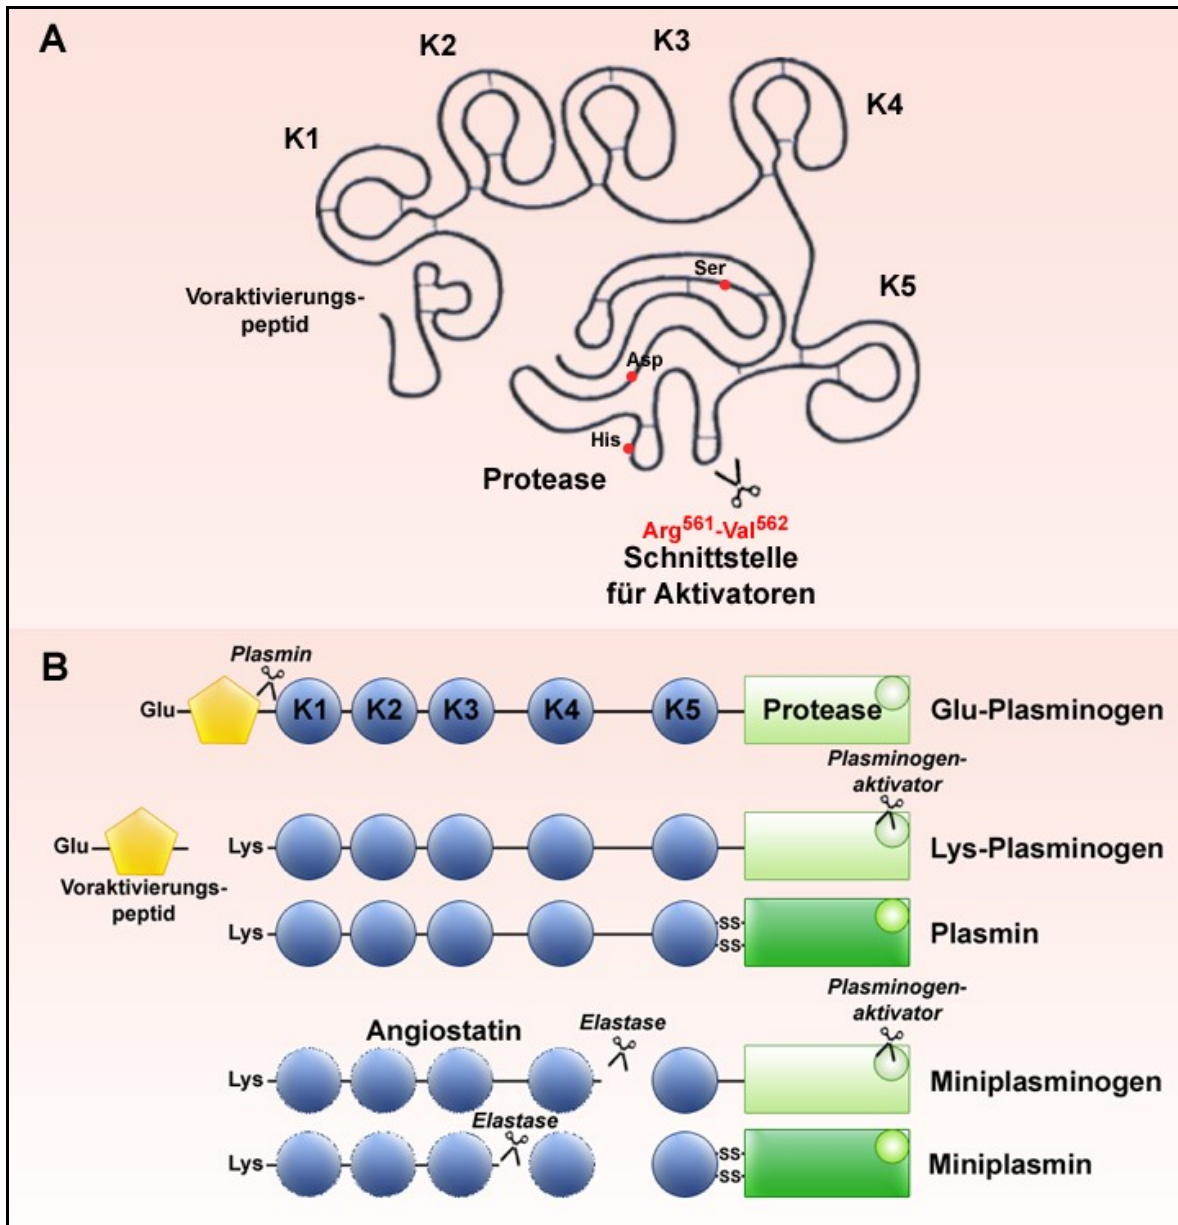 A
K1
K2
K3
K4
K5
Voraktivierungs-
peptid
Ser
Asp
His
Protease
Arg561-Val562
Schnittstelle
für Aktivatoren
B
Plasmin
Glu
K1
K2
K3
K4
K5
Protease
Glu-Plasminogen
Plasminogen-
aktivator
Glu
Voraktivierungs-
peptid
Lys
Lys-Plasminogen
Lys
SS
SS
Plasmin
Plasminogen-
aktivator
Angiostatin
Elastase
Lys
Miniplasminogen
Elastase
Lys
SS
SS
Miniplasmin